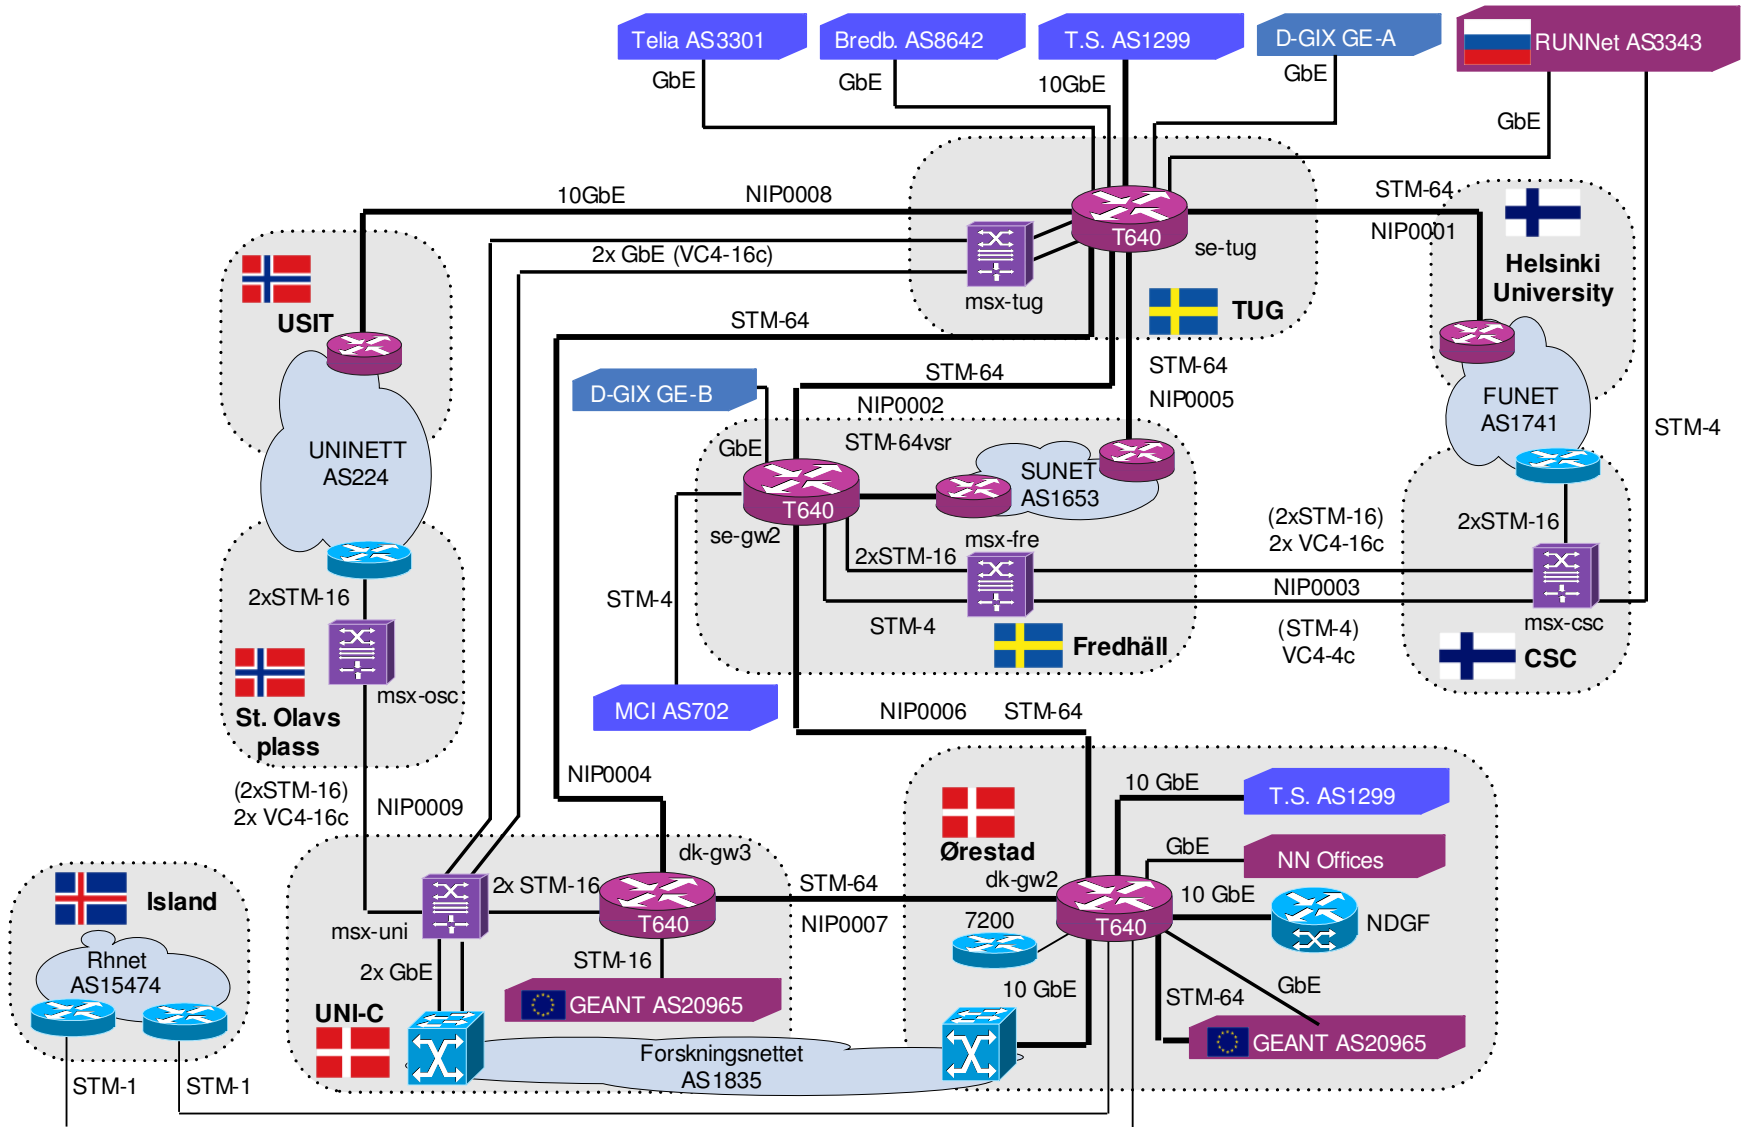 Telia AS3301
Bredb. AS8642
T.S. AS1299
D-GIX GE-A
RUNNet AS3343
GbE
GbE
10GbE
GbE
GbE
10GbE
NIP0008
STM-64
NIP0001
T640
se-tug
2x GbE (VC4-16c)
msx-tug
TUG
Helsinki
University
USIT
STM-64
STM-64
STM-64
NIP0005
D-GIX GE-B
NIP0002
FUNET
AS1741
STM-4
GbE
STM-64vsr
UNINETT
AS224
SUNET
AS1653
T640
se-gw2
msx-fre
2xSTM-16
(2xSTM-16)
2x VC4-16c
2xSTM-16
NIP0003
2xSTM-16
STM-4
STM-4
(STM-4)
VC4-4c
msx-csc
Fredhäll
CSC
msx-osc
St. Olavs
plass
MCI AS702
NIP0006
STM-64
NIP0004
(2xSTM-16)
2x VC4-16c
NIP0009
10 GbE
T.S. AS1299
Ørestad
dk-gw3
dk-gw2
GbE
NN Offices
2x STM-16
STM-64
NIP0007
10 GbE
NDGF
Island
T640
T640
7200
msx-uni
Rhnet
AS15474
2x GbE
STM-16
10 GbE
STM-64
GbE
GEANT AS20965
UNI-C
GEANT AS20965
Forskningsnettet
AS1835
STM-1
STM-1